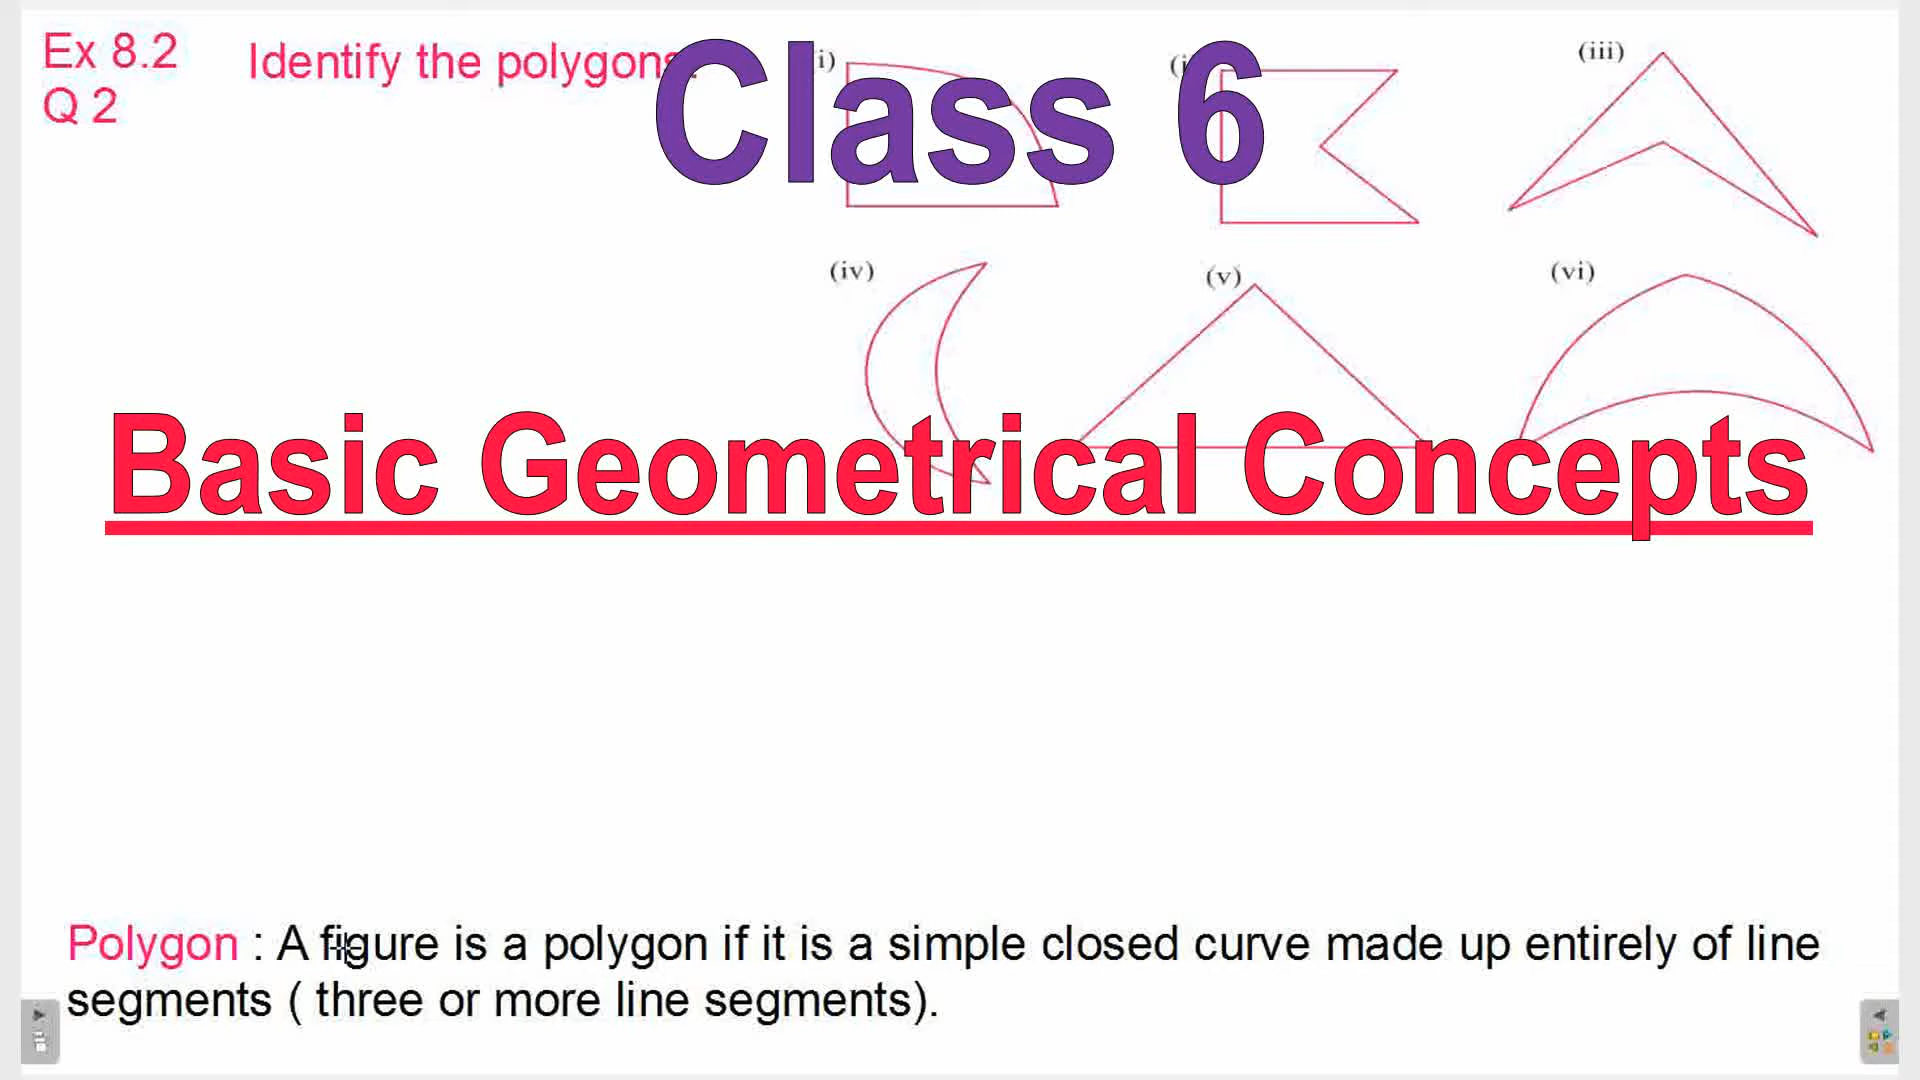 Ex 8.2
Q 2
Identify the polygons.
Class 6
(iii)
(iv)
(v)
(vi)
Basic Geometrical Concepts
Polygon : A figure is a polygon if it is a simple closed curve made up entirely of line
segments ( three or more line segments).